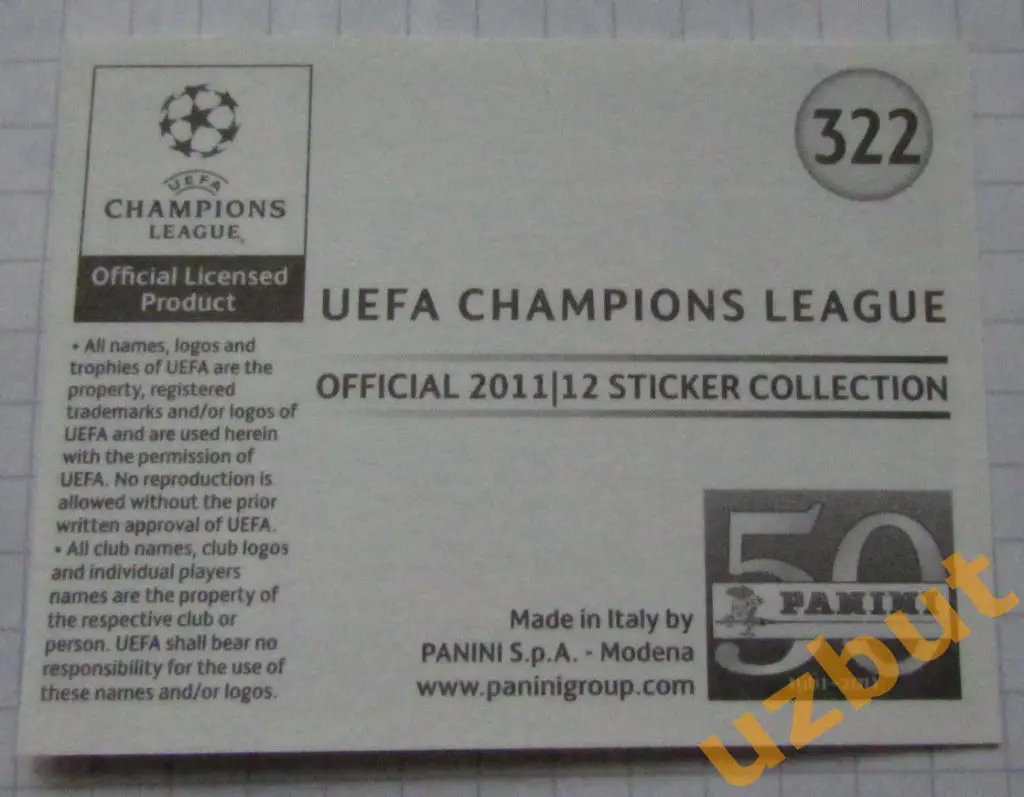 322
UEFA
CHAMPIONS
LEAGUE
Official Licensed
Product
UEFA CHAMPIONS LEAGUE
OFFICIAL 2011|12 STICKER COLLECTION
• All names, logos and
trophies of UEFA are the
property, registered
trademarks and/or logos of
UEFA and are used herein
with the permission of
UEFA. No reproduction is
allowed without the prior
written approval of UEFA.
• All club names, club logos
and individual players
names are the property of
the respective club or
person. UEFA shall bear no
responsibility for the use of
these names and/or logos.
Made in Italy by
PANINI S.p.A. - Modena
www.paninigroup.com
50
PANINI
uzbut